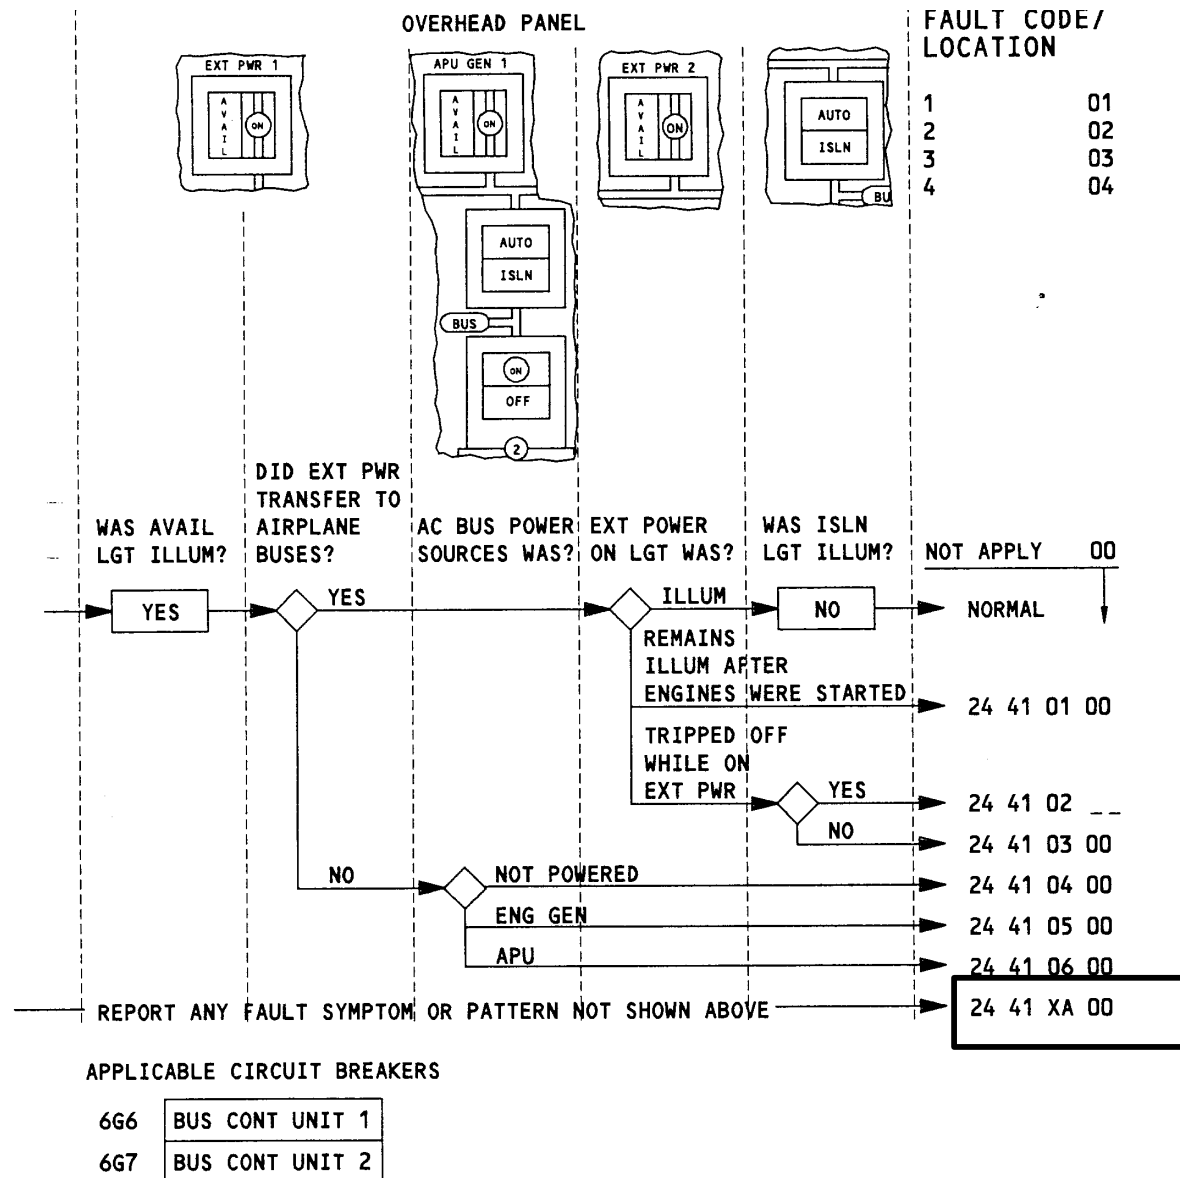 OVERHEAD PANEL
FAULT CODE/
LOCATION
EXT PWR 1
AVAIL
ON
APU GEN 1
AVAIL
ON
AUTO
ISLN
BUS
ON
OFF
2
EXT PWR 2
AVAIL
ON
AUTO
ISLN
BU
1 01
2 02
3 03
4 04
WAS AVAIL
LGT ILLUM?
DID EXT PWR
TRANSFER TO
AIRPLANE
BUSES?
AC BUS POWER
SOURCES WAS?
EXT POWER
ON LGT WAS?
WAS ISLN
LGT ILLUM?
NOT APPLY 00
YES
YES
ILLUM
NO
NORMAL
REMAINS
ILLUM AFTER
ENGINES WERE STARTED
24 41 01 00
TRIPPED OFF
WHILE ON
EXT PWR
YES
24 41 02 _ _
NO
24 41 03 00
NO
NOT POWERED
24 41 04 00
ENG GEN
24 41 05 00
APU
24 41 06 00
REPORT ANY FAULT SYMPTOM OR PATTERN NOT SHOWN ABOVE
24 41 XA 00
APPLICABLE CIRCUIT BREAKERS
6G6 BUS CONT UNIT 1
6G7 BUS CONT UNIT 2